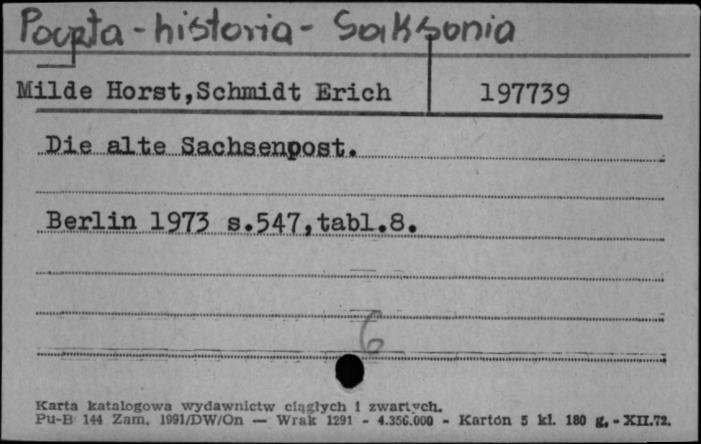 Poczta - historia - Saksonia
Milde Horst,Schmidt Erich 197739
Die alte Sachsenpost.
Berlin 1973 s.547,tabl.8.
6
Karta katalogowa wydawnictw ciągłych i zwartych.
Pu-B 144 Zam. 1991/DW/On — Wrak 1291 - 4.356.000 - Karton 5 kl. 180 g. - XII.72.